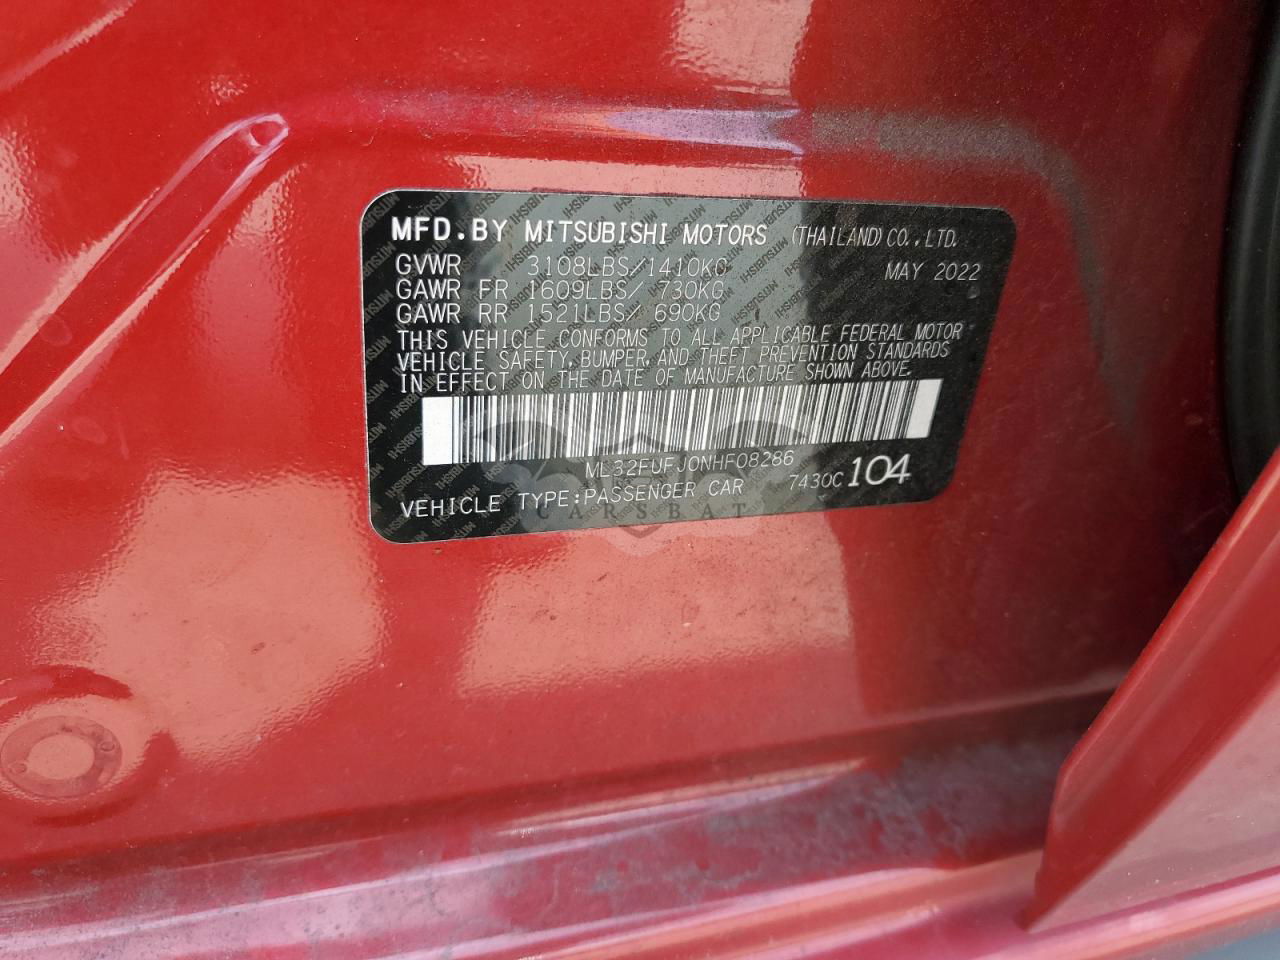 MFD.BY MITSUBISHI MOTORS (THAILAND) CO.,LTD.
GVWR 3108LBS/1410KG MAY 2022
GAWR FR 1609LBS/ 730KG
GAWR RR 1521LBS/ 690KG
THIS VEHICLE CONFORMS TO ALL APPLICABLE FEDERAL MOTOR
VEHICLE SAFETY, BUMPER, AND THEFT PREVENTION STANDARDS
IN EFFECT ON THE DATE OF MANUFACTURE SHOWN ABOVE.
ML32FUFJ0NHF08286
VEHICLE TYPE:PASSENGER CAR 7430C 104
CARSBAT